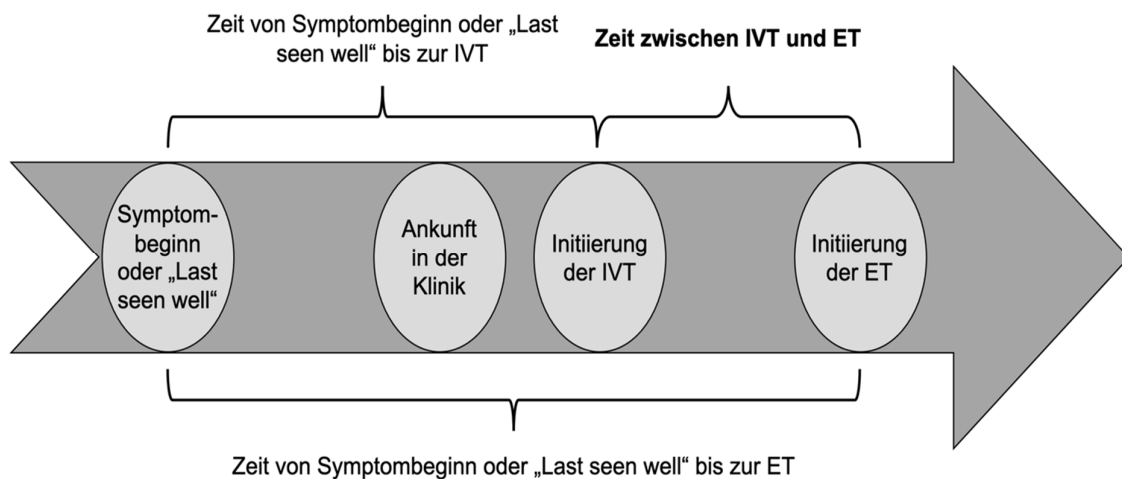 Zeit von Symptombeginn oder „Last
seen well“ bis zur IVT
Zeit zwischen IVT und ET
Symptom-
beginn
oder „Last
seen well“
Ankunft
in der
Klinik
Initiierung
der IVT
Initiierung
der ET
Zeit von Symptombeginn oder „Last seen well“ bis zur ET